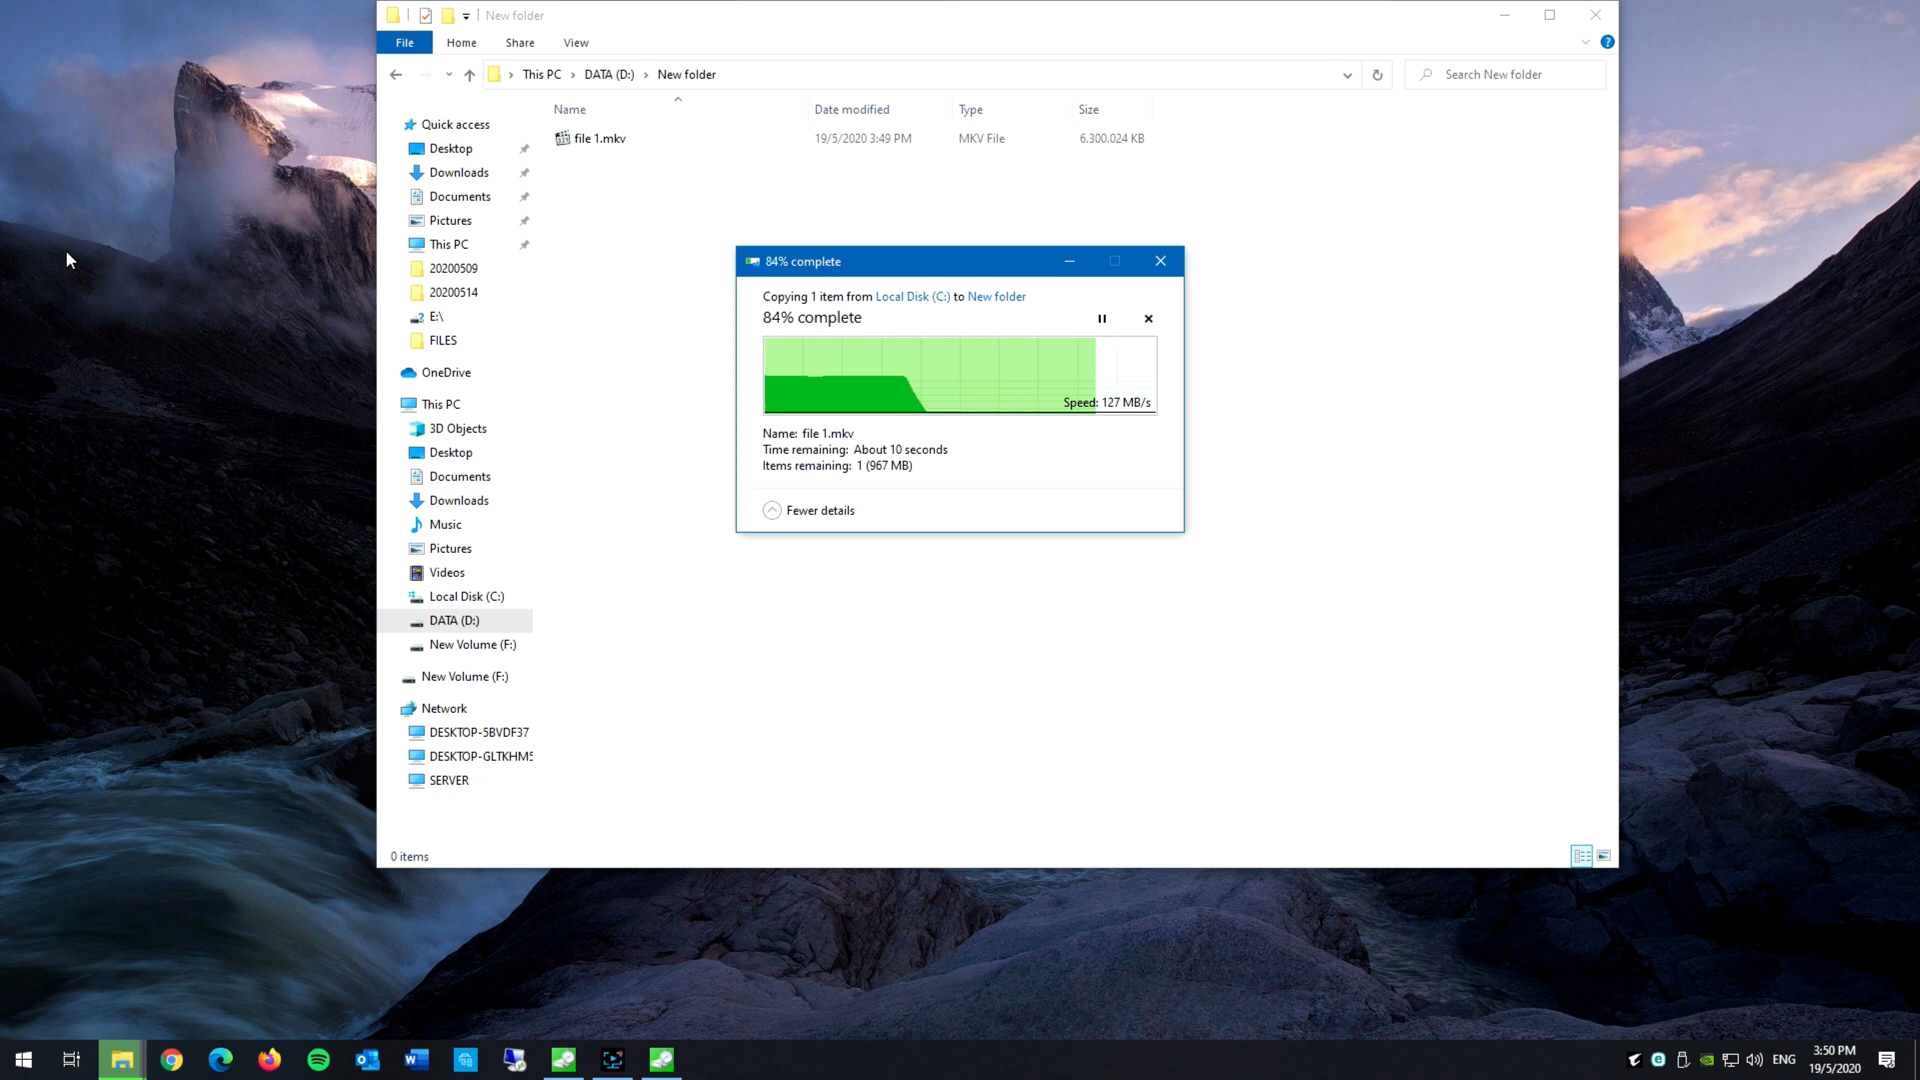 New folder
File Home Share View
This PC DATA (D:) New folder
Search New folder
Name Date modified Type Size
file 1.mkv 19/5/2020 3:49 PM MKV File 6.300.024 KB
Quick access
Desktop
Downloads
Documents
Pictures
This PC
20200509
20200514
E:\
FILES
OneDrive
This PC
3D Objects
Desktop
Documents
Downloads
Music
Pictures
Videos
Local Disk (C:)
DATA (D:)
New Volume (F:)
New Volume (F:)
Network
DESKTOP-5BVDF37
DESKTOP-GLTKHM5
SERVER
0 items
84% complete
Copying 1 item from Local Disk (C:) to New folder
84% complete
Speed: 127 MB/s
Name: file 1.mkv
Time remaining: About 10 seconds
Items remaining: 1 (967 MB)
Fewer details
ENG
3:50 PM
19/5/2020